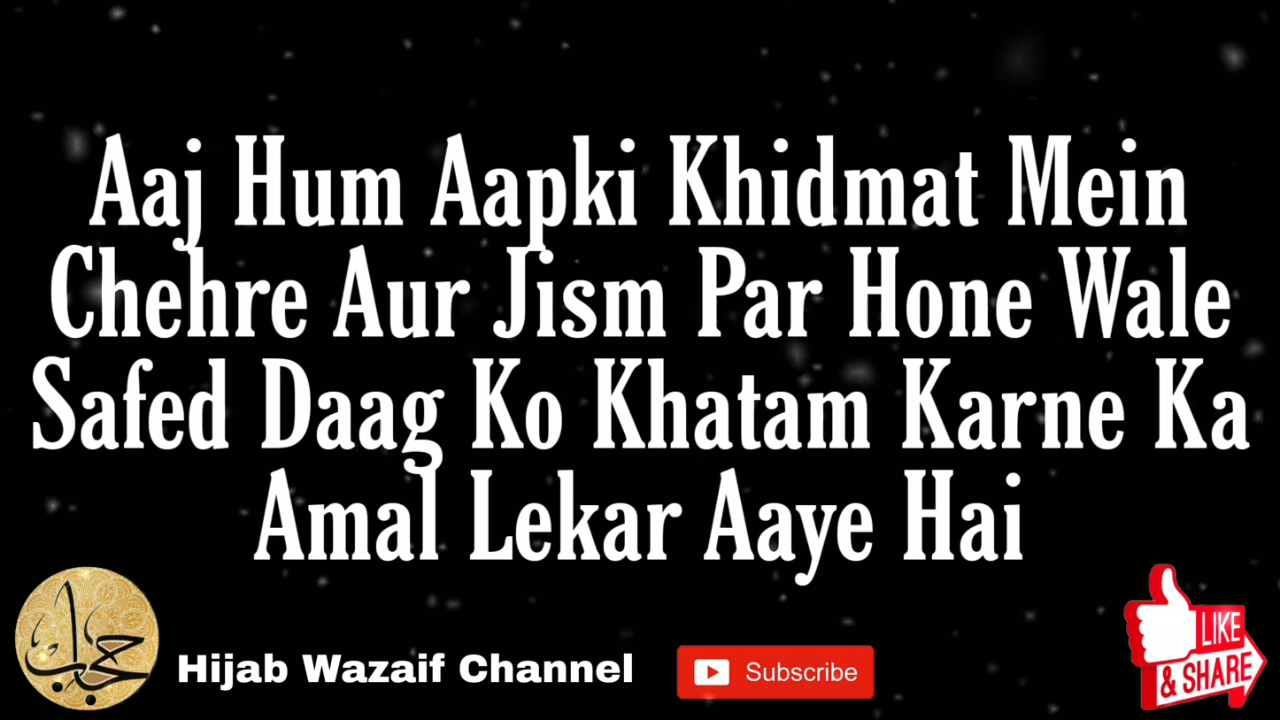 Aaj Hum Aapki Khidmat Mein
Chehre Aur Jism Par Hone Wale
Safed Daag Ko Khatam Karne Ka
Amal Lekar Aaye Hai
حجاب
Hijab Wazaif Channel
Subscribe
LIKE
& SHARE